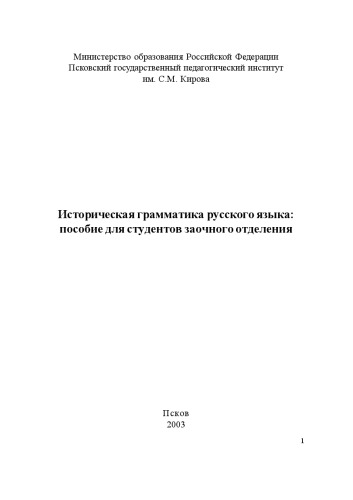 Министерство образования Российской Федерации
Псковский государственный педагогический институт
им. С.М. Кирова
Историческая грамматика русского языка:
пособие для студентов заочного отделения
Псков
2003
1